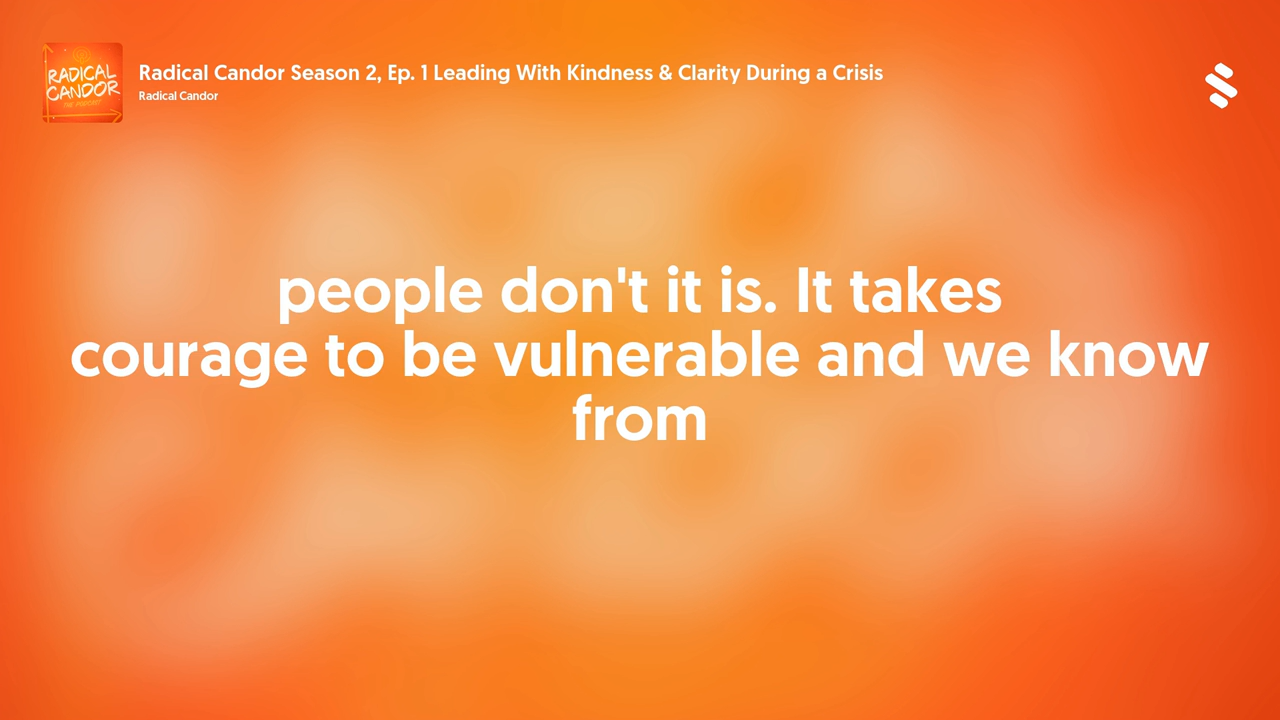 Radical Candor Season 2, Ep. 1 Leading With Kindness & Clarity During a Crisis
Radical Candor
RADICAL
CANDOR
people don't it is. It takes
courage to be vulnerable and we know
from